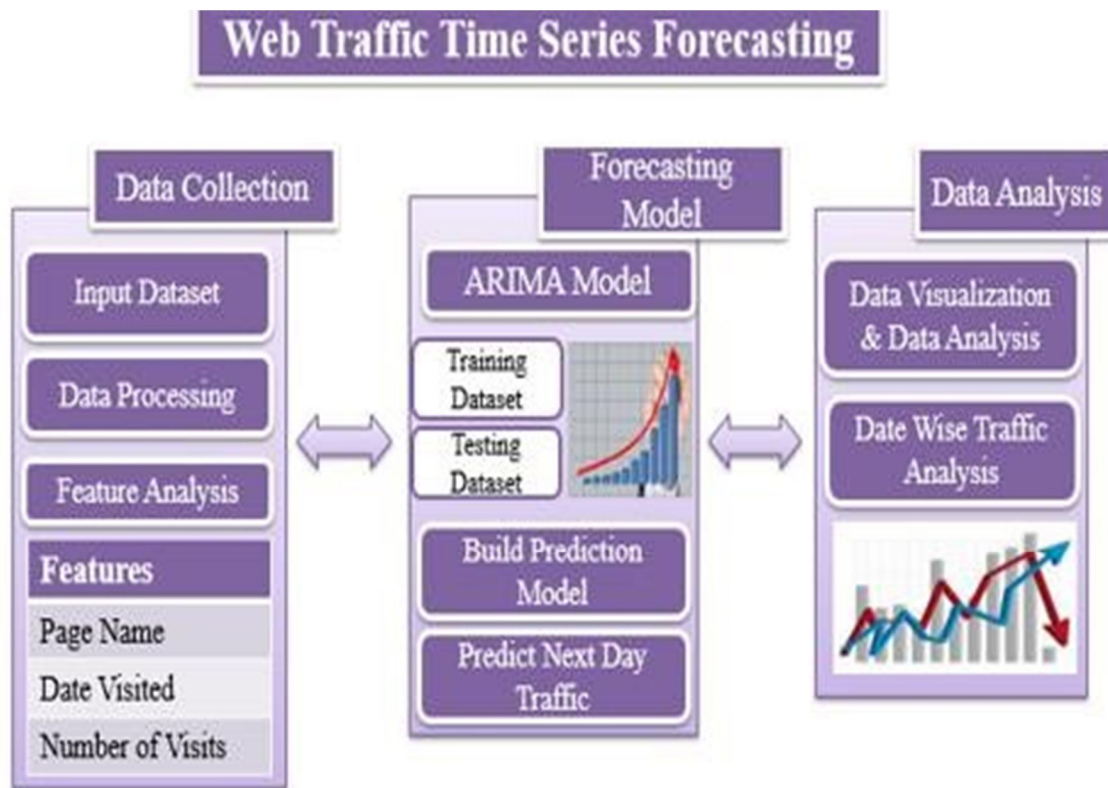 Web Traffic Time Series Forecasting
Data Collection
Input Dataset
Data Processing
Feature Analysis
Features
Page Name
Date Visited
Number of Visits
Forecasting
Model
ARIMA Model
Training
Dataset
Testing
Dataset
Build Prediction
Model
Predict Next Day
Traffic
Data Analysis
Data Visualization
& Data Analysis
Date Wise Traffic
Analysis